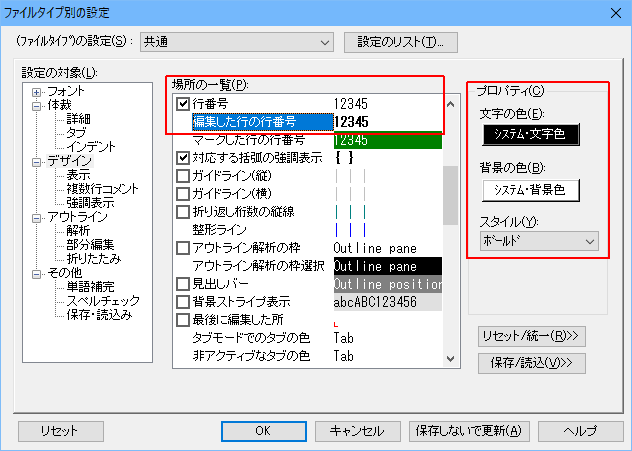 ファイルタイプ別の設定
(ファイルタイプ)の設定(S):
共通
設定のリスト(T)...
設定の対象(L):
フォント
体裁
詳細
タブ
インデント
デザイン
表示
複数行コメント
強調表示
アウトライン
解析
部分編集
折りたたみ
その他
単語補完
スペルチェック
保存・読込み
場所の一覧(P):
行番号 12345
編集した行の行番号 12345
マークした行の行番号 12345
対応する括弧の強調表示 { }
ガイドライン(縦)
ガイドライン(横)
折り返し桁数の縦線
整形ライン
アウトライン解析の枠 Outline pane
アウトライン解析の枠選択 Outline pane
見出しバー Outline position
背景ストライプ表示 abcABC123456
最後に編集した所
タブモードでのタブの色 Tab
非アクティブなタブの色 Tab
プロパティ(C)
文字の色(E):
システム・文字色
背景の色(B):
システム・背景色
スタイル(Y):
ボールド
リセット/統一(R)>>
保存/読込(V)>>
リセット
OK
キャンセル
保存しないで更新(A)
ヘルプ